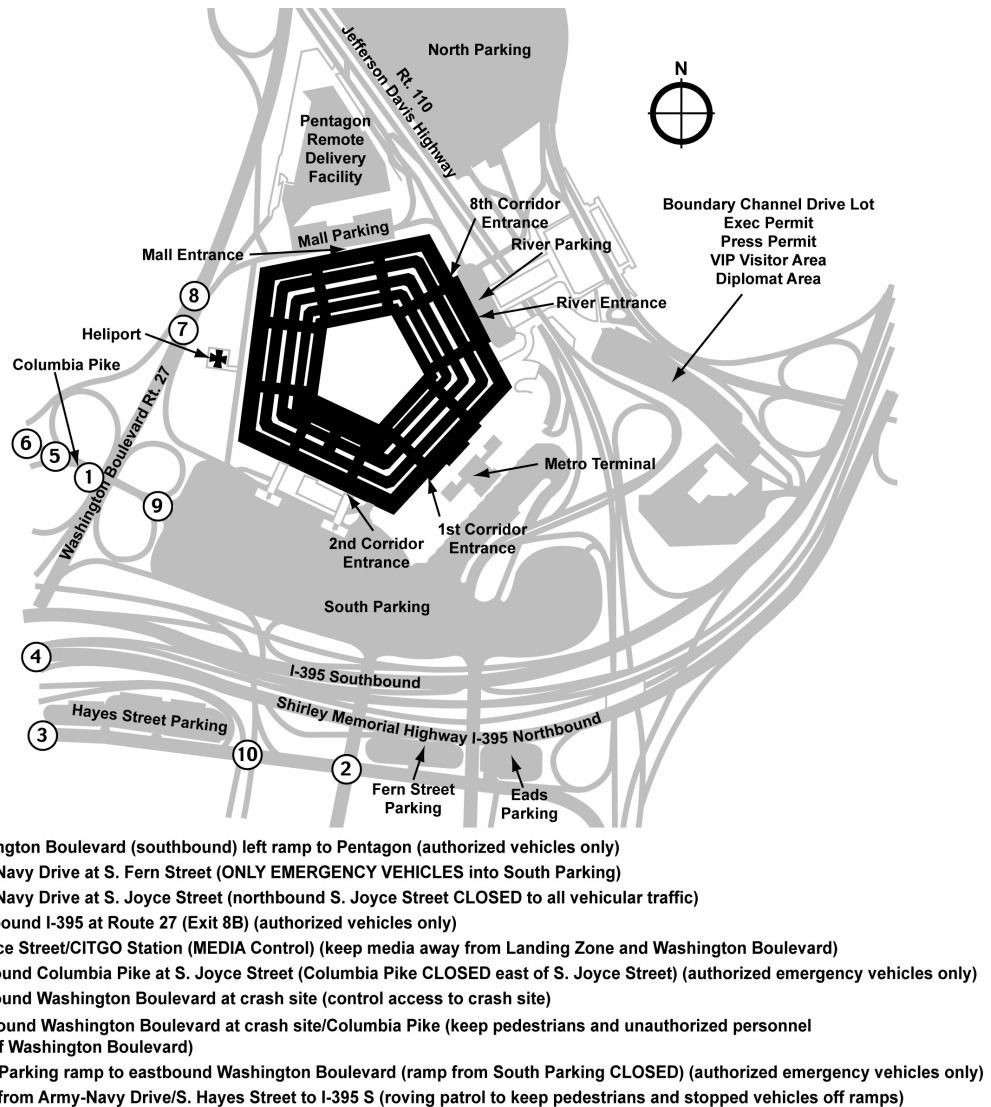 North Parking
Rt. 110
Jefferson Davis Highway
N
Pentagon
Remote
Delivery
Facility
8th Corridor
Entrance
Boundary Channel Drive Lot
Exec Permit
Press Permit
VIP Visitor Area
Diplomat Area
Mall Parking
River Parking
Mall Entrance
8
River Entrance
7
Heliport
Columbia Pike
Washington Boulevard Rt. 27
6
5
1
9
Metro Terminal
1st Corridor
Entrance
2nd Corridor
Entrance
South Parking
4
I-395 Southbound
Shirley Memorial Highway I-395 Northbound
Hayes Street Parking
3
10
2
Fern Street
Parking
Eads
Parking
Boulevard (southbound) left ramp to Pentagon (authorized vehicles only)
Navy Drive at S. Fern Street (ONLY EMERGENCY VEHICLES into South Parking)
Navy Drive at S. Joyce Street (northbound S. Joyce Street CLOSED to all vehicular traffic)
I-395 at Route 27 (Exit 8B) (authorized vehicles only)
Street/CITGO Station (MEDIA Control) (keep media away from Landing Zone and Washington Boulevard)
Columbia Pike at S. Joyce Street (Columbia Pike CLOSED east of S. Joyce Street) (authorized emergency vehicles only)
Washington Boulevard at crash site (control access to crash site)
Washington Boulevard at crash site/Columbia Pike (keep pedestrians and unauthorized personnel
Washington Boulevard)
Parking ramp to eastbound Washington Boulevard (ramp from South Parking CLOSED) (authorized emergency vehicles only)
from Army-Navy Drive/S. Hayes Street to I-395 S (roving patrol to keep pedestrians and stopped vehicles off ramps)